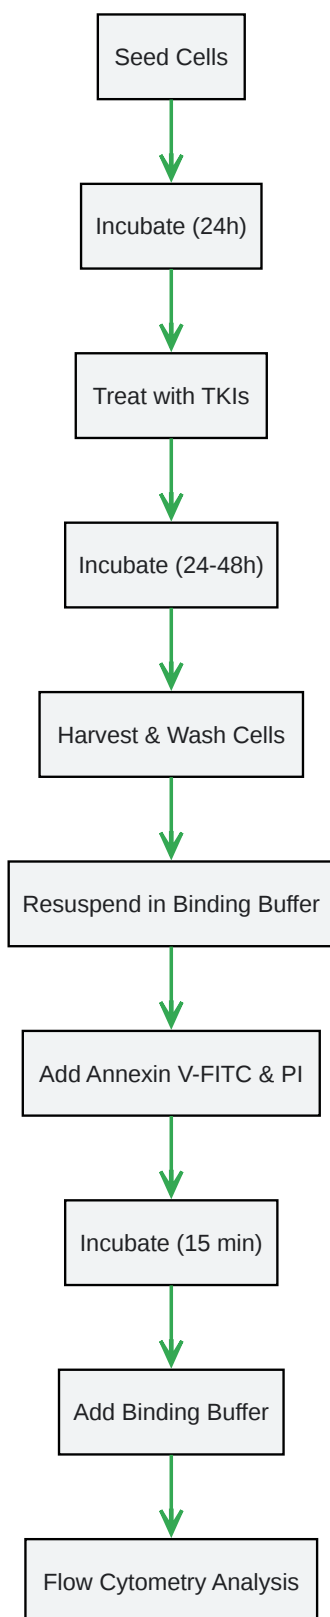 Seed Cells
Incubate (24h)
Treat with TKIs
Incubate (24-48h)
Harvest & Wash Cells
Resuspend in Binding Buffer
Add Annexin V-FITC & PI
Incubate (15 min)
Add Binding Buffer
Flow Cytometry Analysis